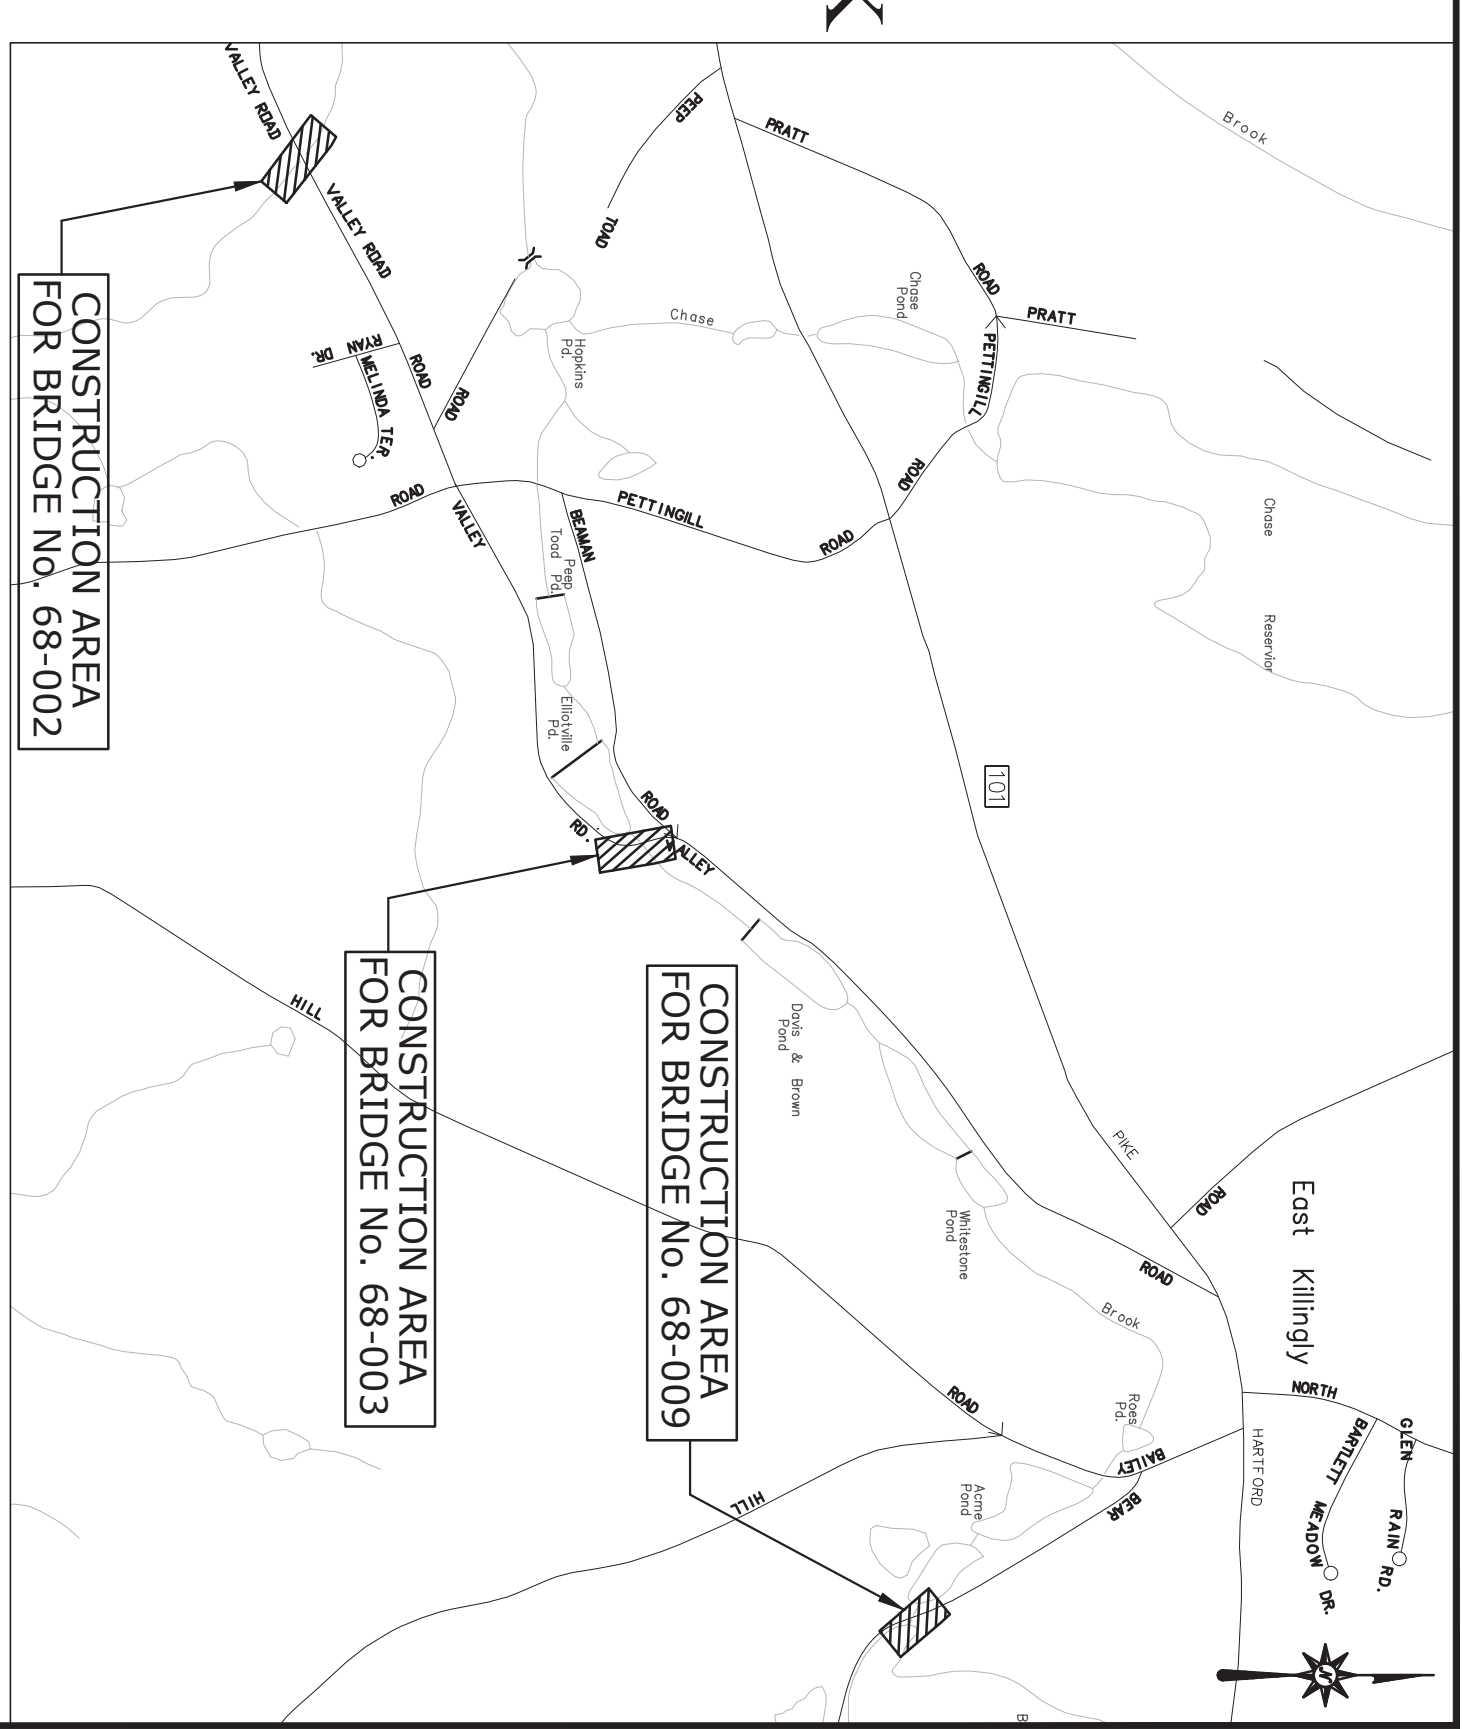 X
Brook
PEEP
TOAD
ROAD
PRATT
ROAD
PRATT
PETTINGILL
ROAD
ROAD
PETTINGILL
ROAD
Chase
Pond
Chase
Hopkins
Pd.
VALLEY ROAD
VALLEY ROAD
ROAD
VALLEY
RD.
RYAN DR.
MELINDA TER.
BEAMAN
ROAD
Peep
Toad Pd.
Elliotville
Pd.
Chase Reservior
101
ALLEY
ROAD
Davis & Brown
Pond
Whitestone
Pond
Brook
PIKE
ROAD
East Killingly
NORTH
GLEN
RAIN RD.
BARTLETT
MEADOW DR.
HARTFORD
Roes
Pd.
BAILEY
HILL
ROAD
HILL
BEAR
Acme
Pond
B
N
CONSTRUCTION AREA
FOR BRIDGE No. 68-002
CONSTRUCTION AREA
FOR BRIDGE No. 68-003
CONSTRUCTION AREA
FOR BRIDGE No. 68-009